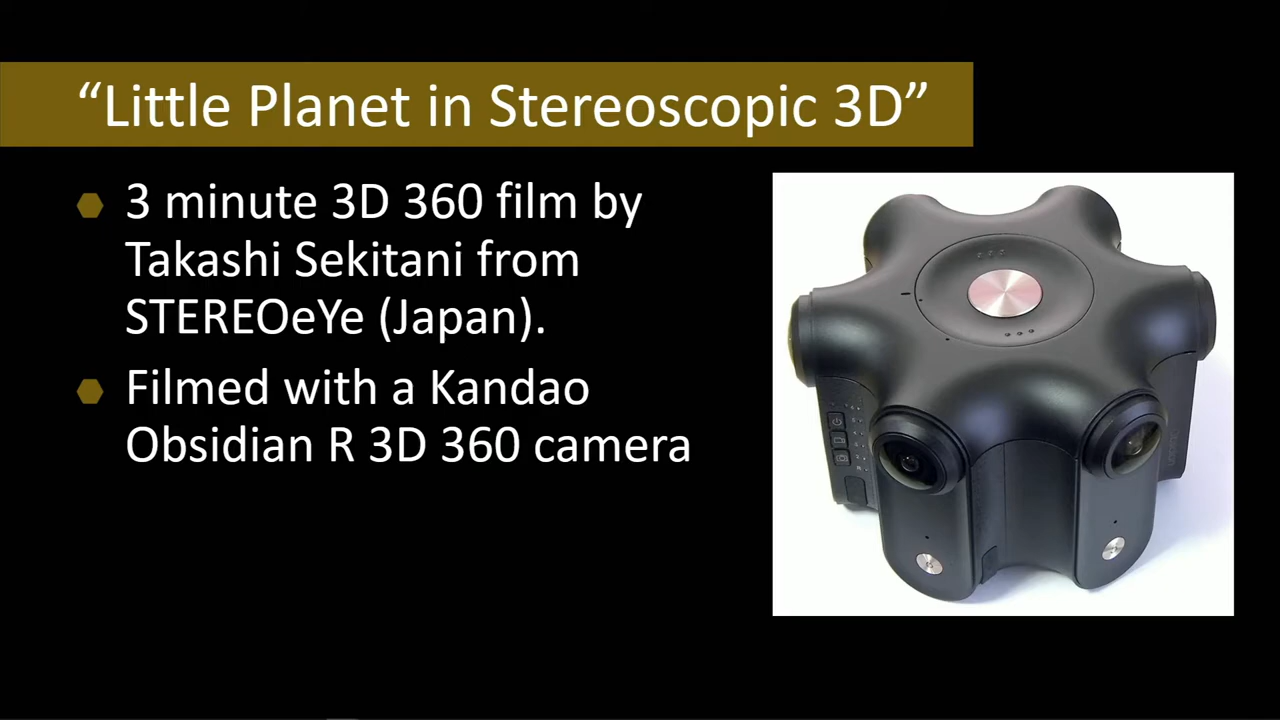 “Little Planet in Stereoscopic 3D”
3 minute 3D 360 film by
Takashi Sekitani from
STEREOeYe (Japan).
Filmed with a Kandao
Obsidian R 3D 360 camera